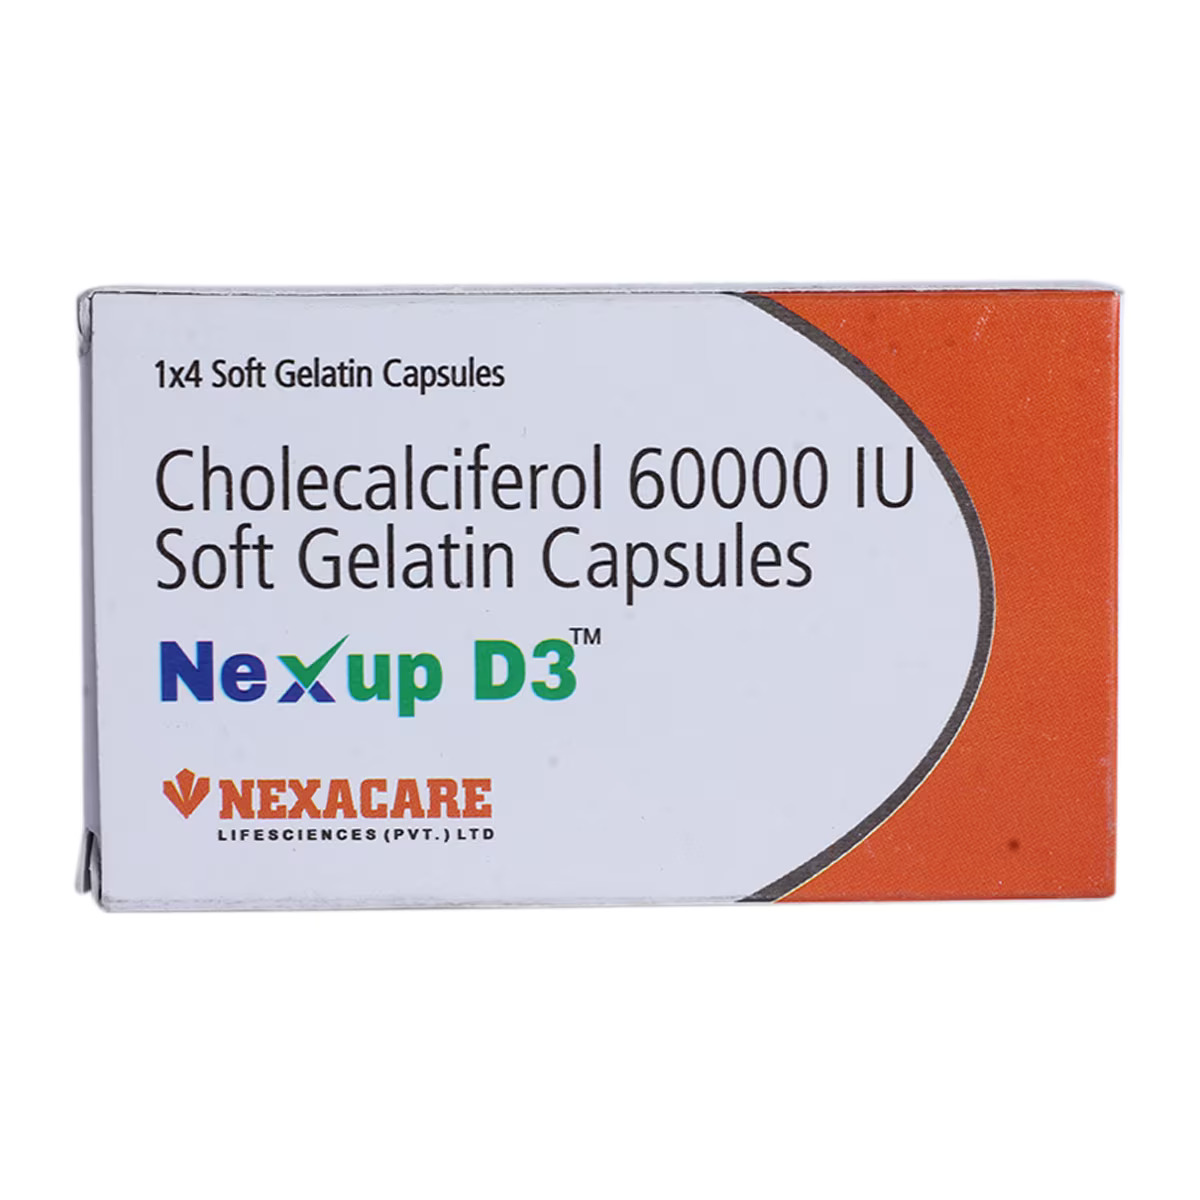 1x4 Soft Gelatin Capsules
Cholecalciferol 60000 IU
Soft Gelatin Capsules
Nexup D3™
NEXACARE
LIFESCIENCES (PVT.) LTD